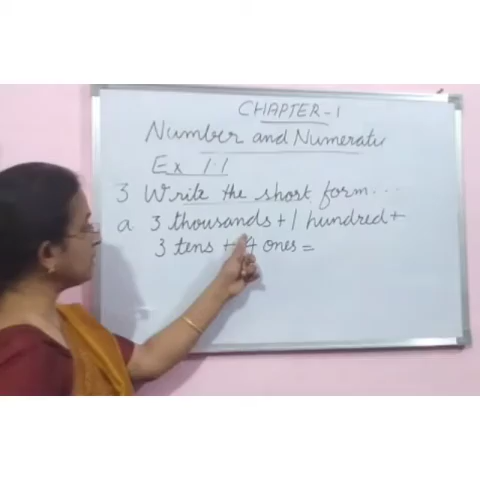 CHAPTER-1
Number and Numerati
Ex 1.1
3 Write the short form...
a. 3 thousands + 1 hundred +
3 tens + 4 ones =